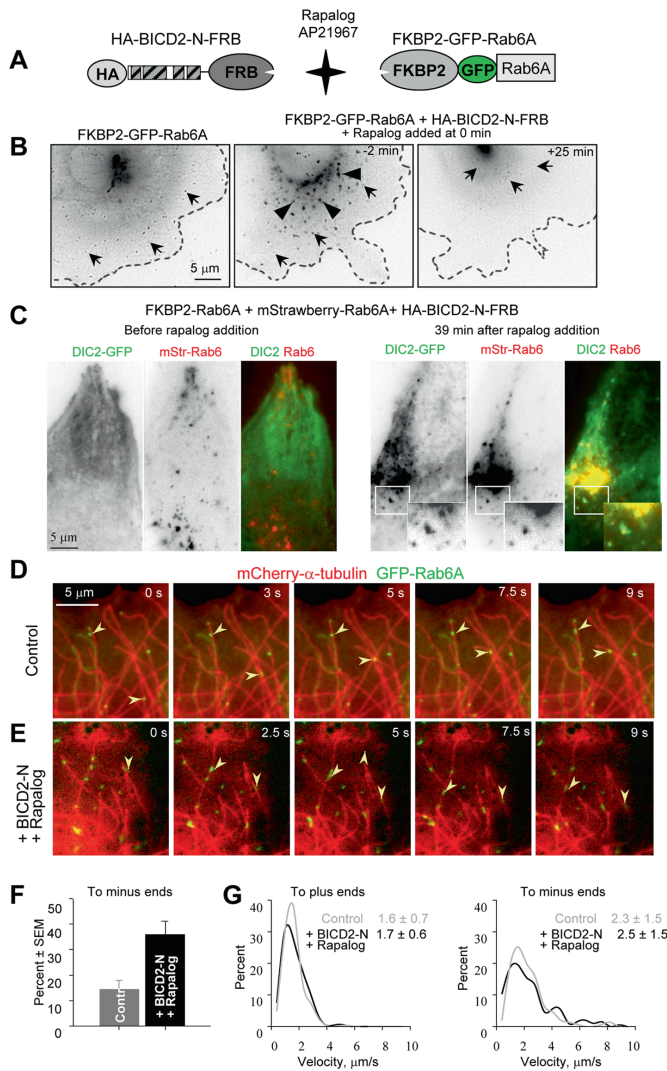 Rapalog
AP21967
HA-BICD2-N-FRB
FKBP2-GFP-Rab6A
A
HA
FRB
FKBP2
GFP
Rab6A
B
FKBP2-GFP-Rab6A
FKBP2-GFP-Rab6A + HA-BICD2-N-FRB
+ Rapalog added at 0 min
-2 min
+25 min
5 μm
C
FKBP2-Rab6A + mStrawberry-Rab6A+ HA-BICD2-N-FRB
Before rapalog addition
39 min after rapalog addition
DIC2-GFP
mStr-Rab6
DIC2 Rab6
DIC2-GFP
mStr-Rab6
DIC2 Rab6
5 μm
D
mCherry-α-tubulin GFP-Rab6A
Control
5 μm
0 s
3 s
5 s
7.5 s
9 s
E
+ BICD2-N
+ Rapalog
0 s
2.5 s
5 s
7.5 s
9 s
F
To minus ends
Percent ± SEM
50
40
30
20
10
0
Contr
+ BICD2-N
+ Rapalog
G
To plus ends
Control 1.6 ± 0.7
+ BICD2-N 1.7 ± 0.6
+ Rapalog
Percent
50
40
30
20
10
0
0 2 4 6 8 10
Velocity, μm/s
To minus ends
Control 2.3 ± 1.5
+ BICD2-N 2.5 ± 1.5
+ Rapalog
Percent
50
40
30
20
10
0
0 2 4 6 8 10
Velocity, μm/s